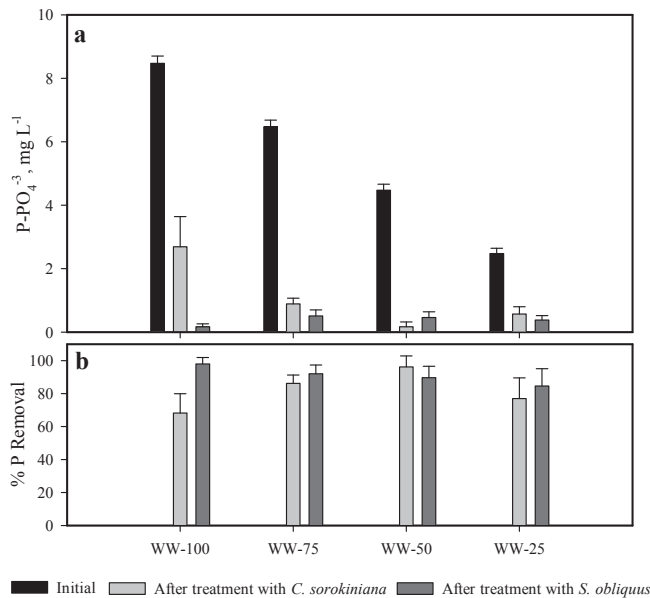 a
P-PO₄⁻³, mg L⁻¹
10
8
6
4
2
0
b
% P Removal
100
80
60
40
20
0
WW-100 WW-75 WW-50 WW-25
Initial After treatment with C. sorokiniana After treatment with S. obliquus